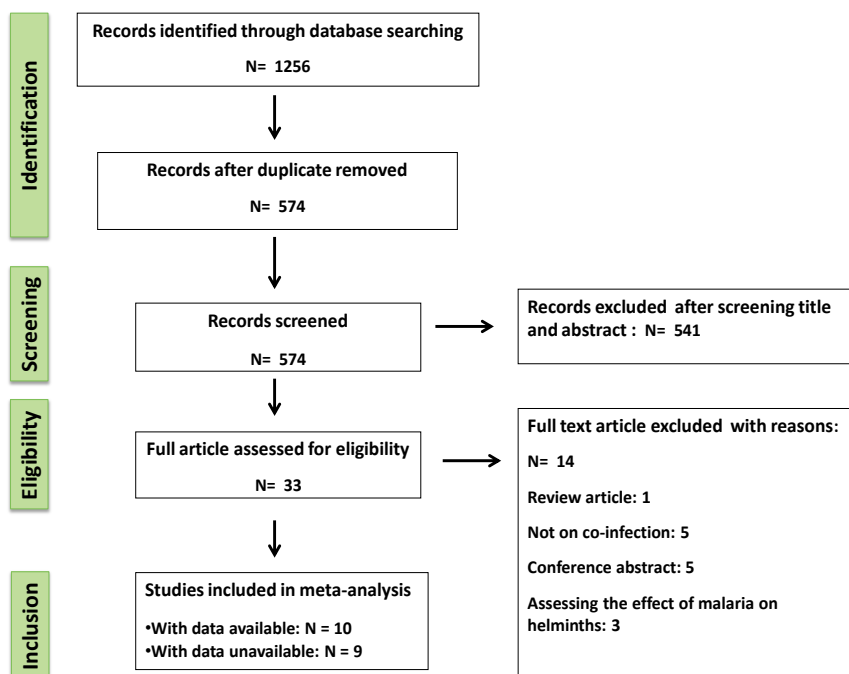 Identification
Records identified through database searching
N= 1256
Records after duplicate removed
N= 574
Screening
Records screened
N= 574
Records excluded after screening title
and abstract : N= 541
Eligibility
Full article assessed for eligibility
N= 33
Full text article excluded with reasons:
N= 14
Review article: 1
Not on co-infection: 5
Conference abstract: 5
Assessing the effect of malaria on
helminths: 3
Inclusion
Studies included in meta-analysis
•With data available: N = 10
•With data unavailable: N = 9